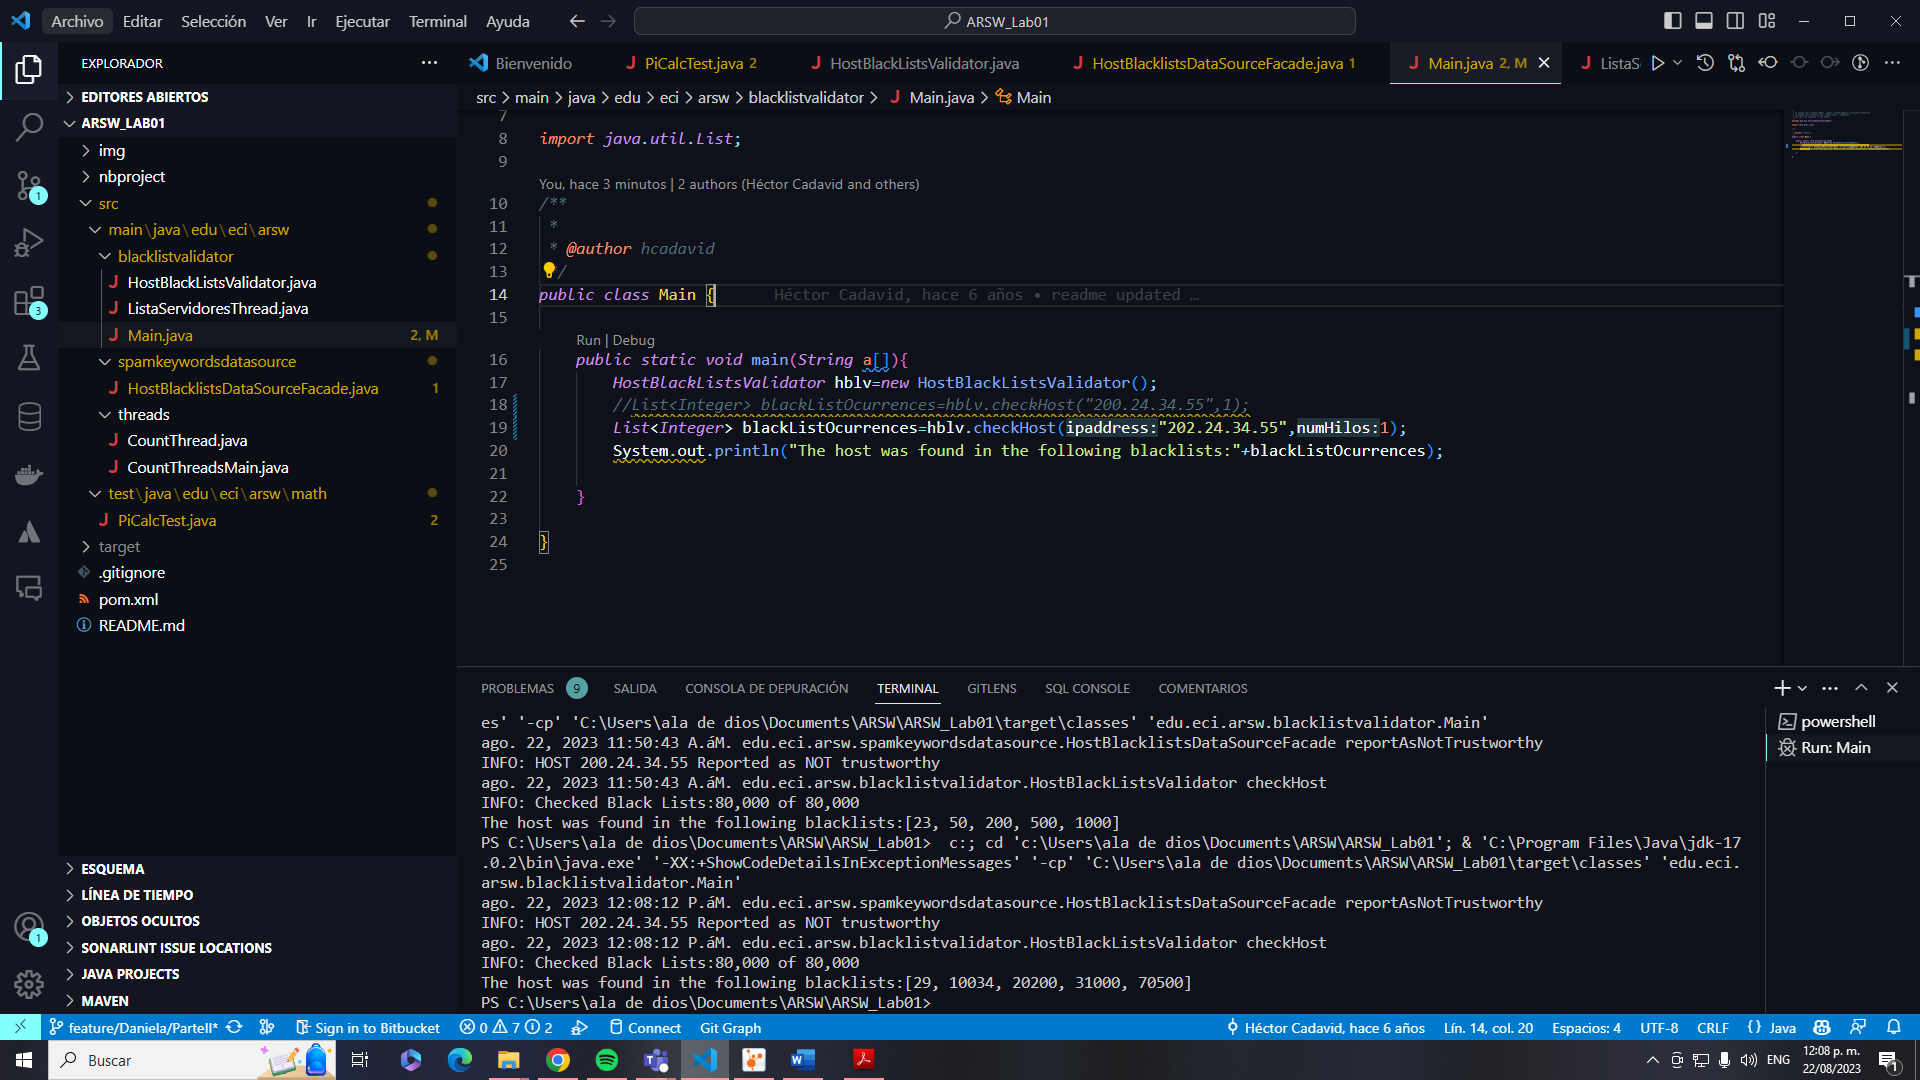 Archivo Editar Selección Ver Ir Ejecutar Terminal Ayuda ARSW_Lab01
EXPLORADOR
EDITORES ABIERTOS
ARSW_LAB01
img
nbproject
src
main\java\edu\eci\arsw
blacklistvalidator
HostBlackListsValidator.java
ListaServidoresThread.java
Main.java 2, M
spamkeywordsdatasource
HostBlacklistsDataSourceFacade.java 1
threads
CountThread.java
CountThreadsMain.java
test\java\edu\eci\arsw\math
PiCalcTest.java 2
target
.gitignore
pom.xml
README.md
ESQUEMA
LÍNEA DE TIEMPO
OBJETOS OCULTOS
SONARLINT ISSUE LOCATIONS
JAVA PROJECTS
MAVEN
1
3
1
Bienvenido PiCalcTest.java 2 HostBlackListsValidator.java HostBlacklistsDataSourceFacade.java 1 Main.java 2, M ListaS
src > main > java > edu > eci > arsw > blacklistvalidator > Main.java > Main
7
8 import java.util.List;
9
You, hace 3 minutos | 2 authors (Héctor Cadavid and others)
10 /**
11 *
12 * @author hcadavid
13 */
14 public class Main { Héctor Cadavid, hace 6 años • readme updated …
15
Run | Debug
16 public static void main(String a[]){
17 HostBlackListsValidator hblv=new HostBlackListsValidator();
18 //List<Integer> blackListOcurrences=hblv.checkHost("200.24.34.55",1);
19 List<Integer> blackListOcurrences=hblv.checkHost(ipaddress:"202.24.34.55",numHilos:1);
20 System.out.println("The host was found in the following blacklists:"+blackListOcurrences);
21
22 }
23
24 }
25
PROBLEMAS 9 SALIDA CONSOLA DE DEPURACIÓN TERMINAL GITLENS SQL CONSOLE COMENTARIOS
powershell
Run: Main
es' '-cp' 'C:\Users\ala de dios\Documents\ARSW\ARSW_Lab01\target\classes' 'edu.eci.arsw.blacklistvalidator.Main'
ago. 22, 2023 11:50:43 A.áM. edu.eci.arsw.spamkeywordsdatasource.HostBlacklistsDataSourceFacade reportAsNotTrustworthy
INFO: HOST 200.24.34.55 Reported as NOT trustworthy
ago. 22, 2023 11:50:43 A.áM. edu.eci.arsw.blacklistvalidator.HostBlackListsValidator checkHost
INFO: Checked Black Lists:80,000 of 80,000
The host was found in the following blacklists:[23, 50, 200, 500, 1000]
PS C:\Users\ala de dios\Documents\ARSW\ARSW_Lab01> c:; cd 'c:\Users\ala de dios\Documents\ARSW\ARSW_Lab01'; & 'C:\Program Files\Java\jdk-17
.0.2\bin\java.exe' '-XX:+ShowCodeDetailsInExceptionMessages' '-cp' 'C:\Users\ala de dios\Documents\ARSW\ARSW_Lab01\target\classes' 'edu.eci.
arsw.blacklistvalidator.Main'
ago. 22, 2023 12:08:12 P.áM. edu.eci.arsw.spamkeywordsdatasource.HostBlacklistsDataSourceFacade reportAsNotTrustworthy
INFO: HOST 202.24.34.55 Reported as NOT trustworthy
ago. 22, 2023 12:08:12 P.áM. edu.eci.arsw.blacklistvalidator.HostBlackListsValidator checkHost
INFO: Checked Black Lists:80,000 of 80,000
The host was found in the following blacklists:[29, 10034, 20200, 31000, 70500]
PS C:\Users\ala de dios\Documents\ARSW\ARSW_Lab01>
feature/Daniela/PartelI* Sign in to Bitbucket 0 7 2 Connect Git Graph Héctor Cadavid, hace 6 años Lín. 14, col. 20 Espacios: 4 UTF-8 CRLF {} Java
Buscar ENG 12:08 p. m.
22/08/2023 1